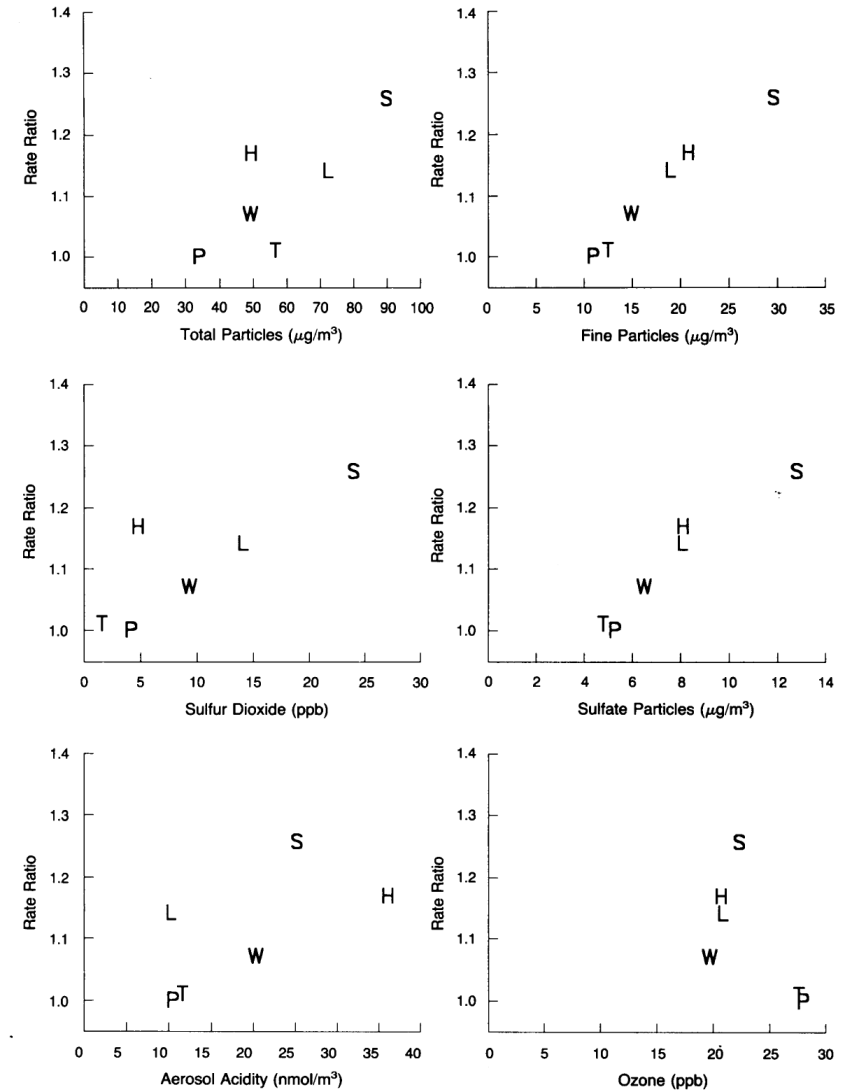 1.4
1.3
S
1.2
H
L
1.1
W
T
1.0
P
0 10 20 30 40 50 60 70 80 90 100
Rate Ratio
Total Particles (μg/m³)
1.4
1.3
S
1.2
H
L
1.1
W
T
1.0
P
0 5 10 15 20 25 30 35
Rate Ratio
Fine Particles (μg/m³)
1.4
1.3
S
1.2
H
L
1.1
W
T
1.0
P
0 5 10 15 20 25 30
Rate Ratio
Sulfur Dioxide (ppb)
1.4
1.3
S
1.2
H
L
1.1
W
T
1.0
P
0 2 4 6 8 10 12 14
Rate Ratio
Sulfate Particles (μg/m³)
1.4
1.3
S
1.2
H
L
1.1
W
T
1.0
P
0 5 10 15 20 25 30 35 40
Rate Ratio
Aerosol Acidity (nmol/m³)
1.4
1.3
S
1.2
H
L
1.1
W
T
1.0
P
0 5 10 15 20 25 30
Rate Ratio
Ozone (ppb)